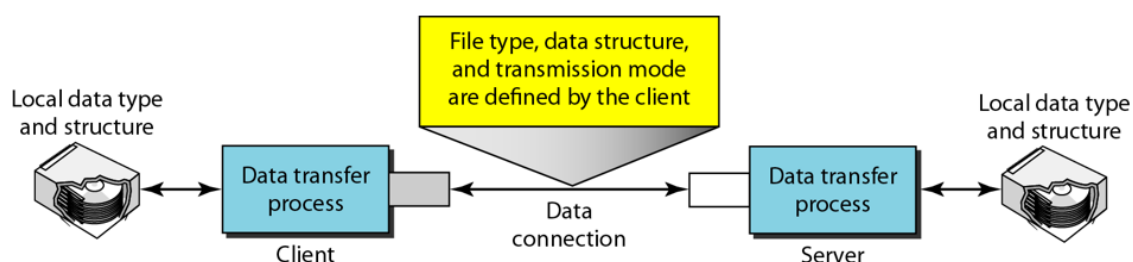 File type, data structure,
and transmission mode
are defined by the client
Local data type
and structure
Local data type
and structure
Data transfer
process
Data transfer
process
Data
connection
Client
Server